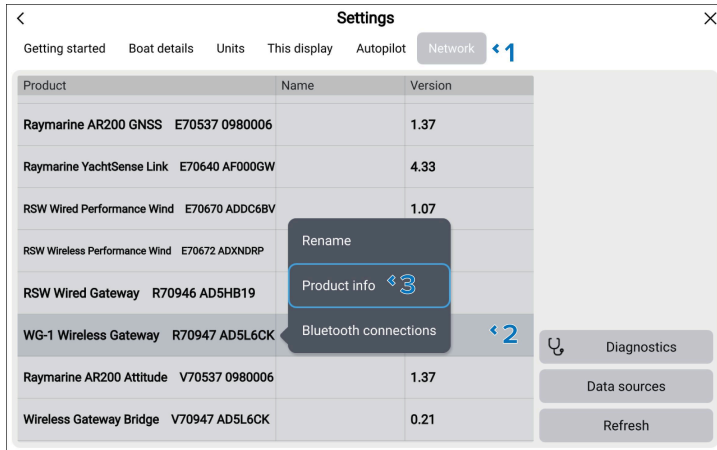 Settings
Getting started Boat details Units This display Autopilot Network 1
Product Name Version
Raymarine AR200 GNSS E70537 0980006 1.37
Raymarine YachtSense Link E70640 AF000GW 4.33
RSW Wired Performance Wind E70670 ADDC6BV 1.07
RSW Wireless Performance Wind E70672 ADXNDRP
Rename
RSW Wired Gateway R70946 AD5HB19
Product info 3
WG-1 Wireless Gateway R70947 AD5L6CK
Bluetooth connections 2
Raymarine AR200 Attitude V70537 0980006 1.37
Wireless Gateway Bridge V70947 AD5L6CK 0.21
Diagnostics
Data sources
Refresh